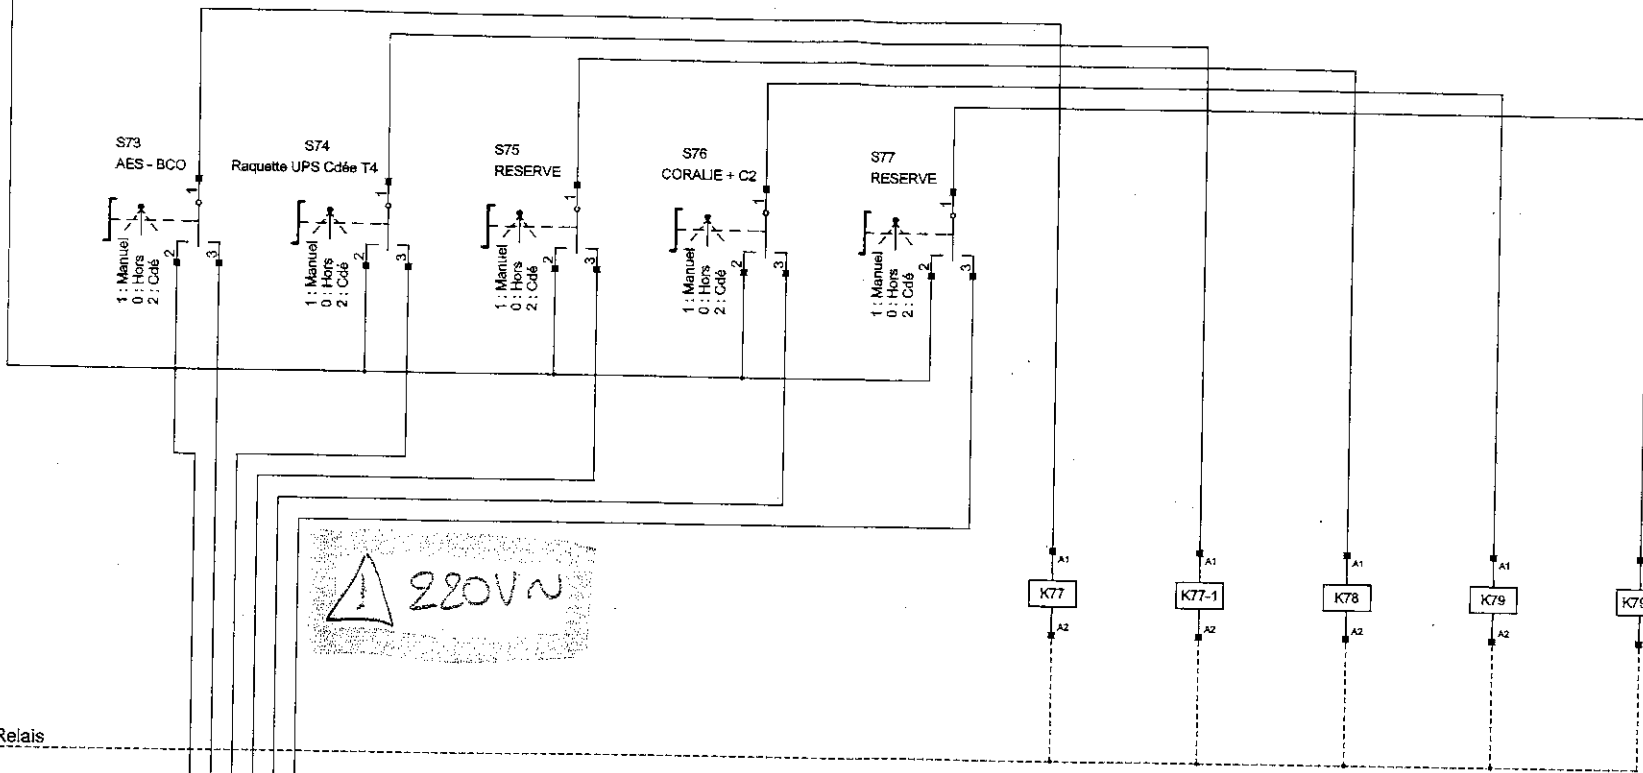 S73
AES - BCO
1
2
3
1 : Manuel
0 : Hors
2 : Cdé
S74
Raquette UPS Cdée T4
1
2
3
1 : Manuel
0 : Hors
2 : Cdé
S75
RESERVE
1
2
3
1 : Manuel
0 : Hors
2 : Cdé
S76
CORALIE + C2
1
2
3
1 : Manuel
0 : Hors
2 : Cdé
S77
RESERVE
1
2
3
1 : Manuel
0 : Hors
2 : Cdé
! 220V~
A1
K77
A2
A1
K77-1
A2
A1
K78
A2
A1
K79
A2
K79
Relais